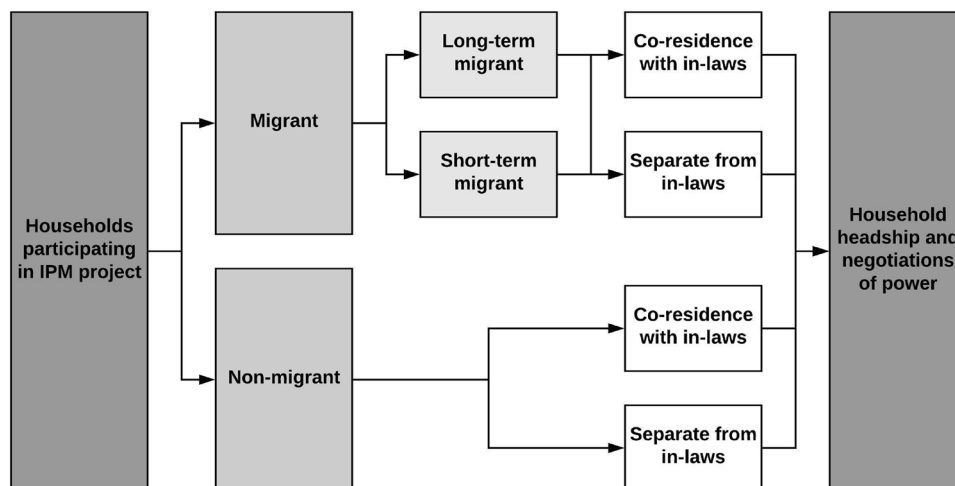 Households
participating
in IPM project
Migrant
Non-migrant
Long-term
migrant
Short-term
migrant
Co-residence
with in-laws
Separate from
in-laws
Co-residence
with in-laws
Separate from
in-laws
Household
headship and
negotiations
of power